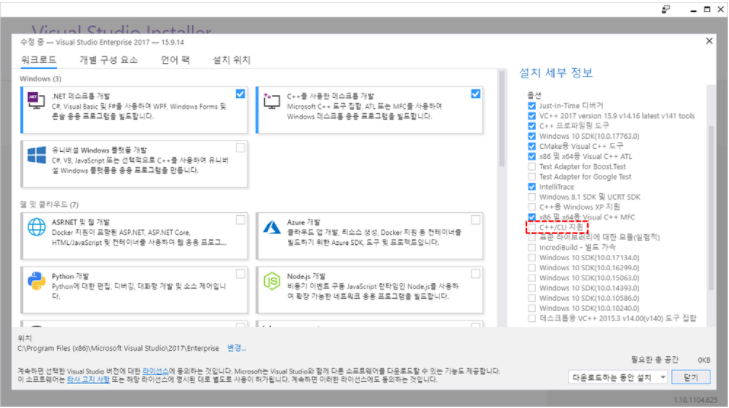 Visual Studio Installer
수정 중 — Visual Studio Enterprise 2017 — 15.9.14
워크로드 개별 구성 요소 언어 팩 설치 위치
Windows (3)
.NET 데스크톱 개발
C#, Visual Basic 및 F#을 사용하여 WPF, Windows Forms 및
콘솔 응용 프로그램을 빌드합니다.
C++를 사용한 데스크톱 개발
Microsoft C++ 도구 집합, ATL 또는 MFC를 사용하여
Windows 데스크톱 응용 프로그램을 빌드합니다.
유니버설 Windows 플랫폼 개발
C#, VB, JavaScript 또는 선택적으로 C++를 사용하여 유니버
설 Windows 플랫폼용 응용 프로그램을 만듭니다.
웹 및 클라우드 (7)
ASP.NET 및 웹 개발
Docker 지원이 포함된 ASP.NET, ASP.NET Core,
HTML/JavaScript 및 컨테이너를 사용하여 웹 응용 프로그...
Azure 개발
클라우드 앱 개발, 리소스 생성, Docker 지원 등 컨테이너를
빌드하기 위한 Azure SDK, 도구 및 프로젝트입니다.
Python 개발
Python에 대한 편집, 디버깅, 대화형 개발 및 소스 제어입니
다.
Node.js 개발
비동기 이벤트 구동 JavaScript 런타임인 Node.js를 사용하
여 확장 가능한 네트워크 응용 프로그램을 빌드합니다.
설치 세부 정보
옵션
Just-In-Time 디버거
VC++ 2017 version 15.9 v14.16 latest v141 tools
C++ 프로파일링 도구
Windows 10 SDK(10.0.17763.0)
CMake용 Visual C++ 도구
x86 및 x64용 Visual C++ ATL
Test Adapter for Boost.Test
Test Adapter for Google Test
IntelliTrace
Windows 8.1 SDK 및 UCRT SDK
C++용 Windows XP 지원
x86 및 x64용 Visual C++ MFC
C++/CLI 지원
표준 라이브러리에 대한 모듈(실험적)
IncrediBuild - 빌드 가속
Windows 10 SDK(10.0.17134.0)
Windows 10 SDK(10.0.16299.0)
Windows 10 SDK(10.0.15063.0)
Windows 10 SDK(10.0.14393.0)
Windows 10 SDK(10.0.10586.0)
Windows 10 SDK(10.0.10240.0)
데스크톱용 VC++ 2015.3 v14.00(v140) 도구 집합
위치
C:\Program Files (x86)\Microsoft Visual Studio\2017\Enterprise 변경...
필요한 총 공간 0KB
계속하면 선택한 Visual Studio 버전에 대한 라이선스에 동의하는 것입니다. Microsoft는 Visual Studio와 함께 다른 소프트웨어를 다운로드할 수 있는 기능도 제공합니다.
이 소프트웨어는 타사 고지 사항 또는 해당 라이선스에 명시된 대로 별도로 사용이 허가됩니다. 계속하면 이러한 라이선스에도 동의하는 것입니다.
다운로드하는 동안 설치 닫기
1.18.1104.625